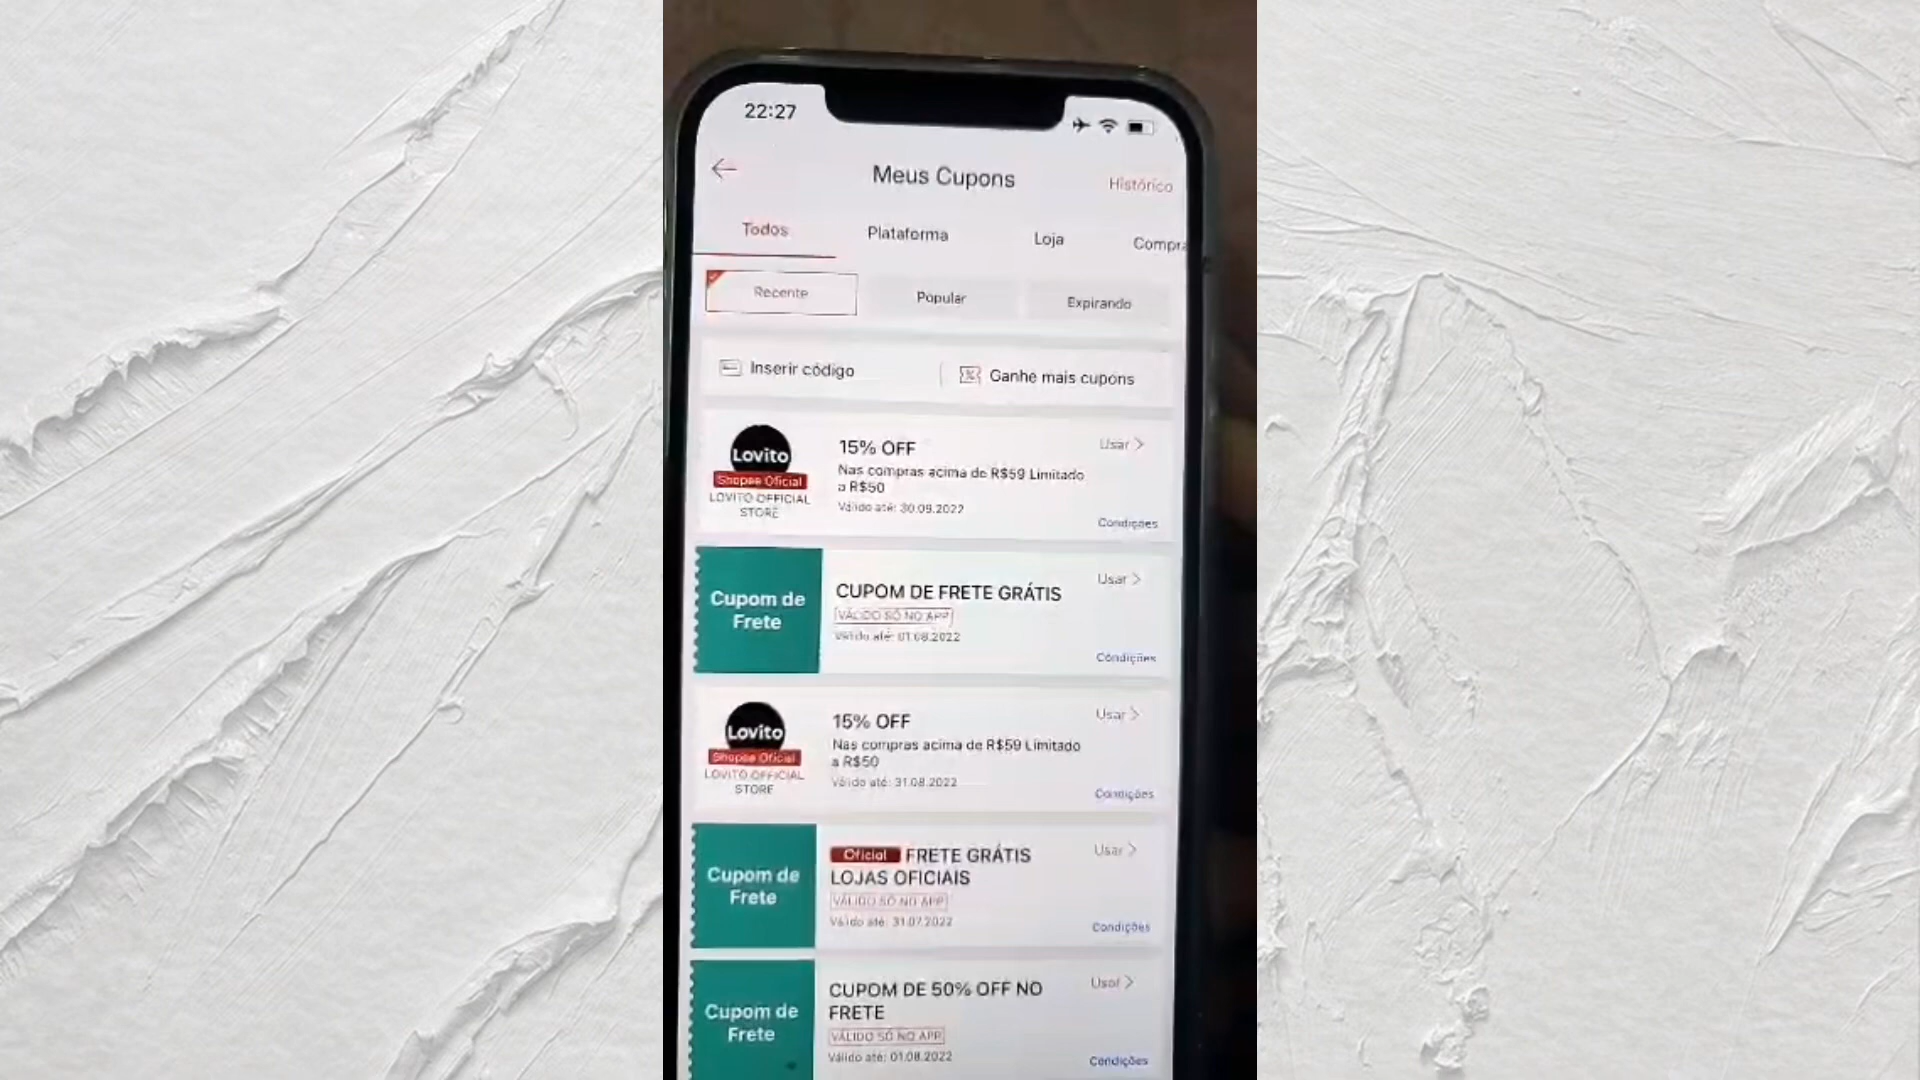 22:27
Meus Cupons
Histórico
Todos
Plataforma
Loja
Compra
Recente
Popular
Expirando
Inserir código
Ganhe mais cupons
Lovito
Shopee Oficial
LOVITO OFFICIAL
STORE
15% OFF
Nas compras acima de R$59 Limitado
a R$50
Válido até: 30.09.2022
Usar
Condições
Cupom de
Frete
CUPOM DE FRETE GRÁTIS
VÁLIDO SÓ NO APP
Válido até: 01.08.2022
Usar
Condições
Lovito
Shopee Oficial
LOVITO OFFICIAL
STORE
15% OFF
Nas compras acima de R$59 Limitado
a R$50
Válido até: 31.08.2022
Usar
Condições
Cupom de
Frete
Oficial FRETE GRÁTIS
LOJAS OFICIAIS
VÁLIDO SÓ NO APP
Válido até: 31.07.2022
Usar
Condições
Cupom de
Frete
CUPOM DE 50% OFF NO
FRETE
VÁLIDO SÓ NO APP
Válido até: 01.08.2022
Usar
Condições